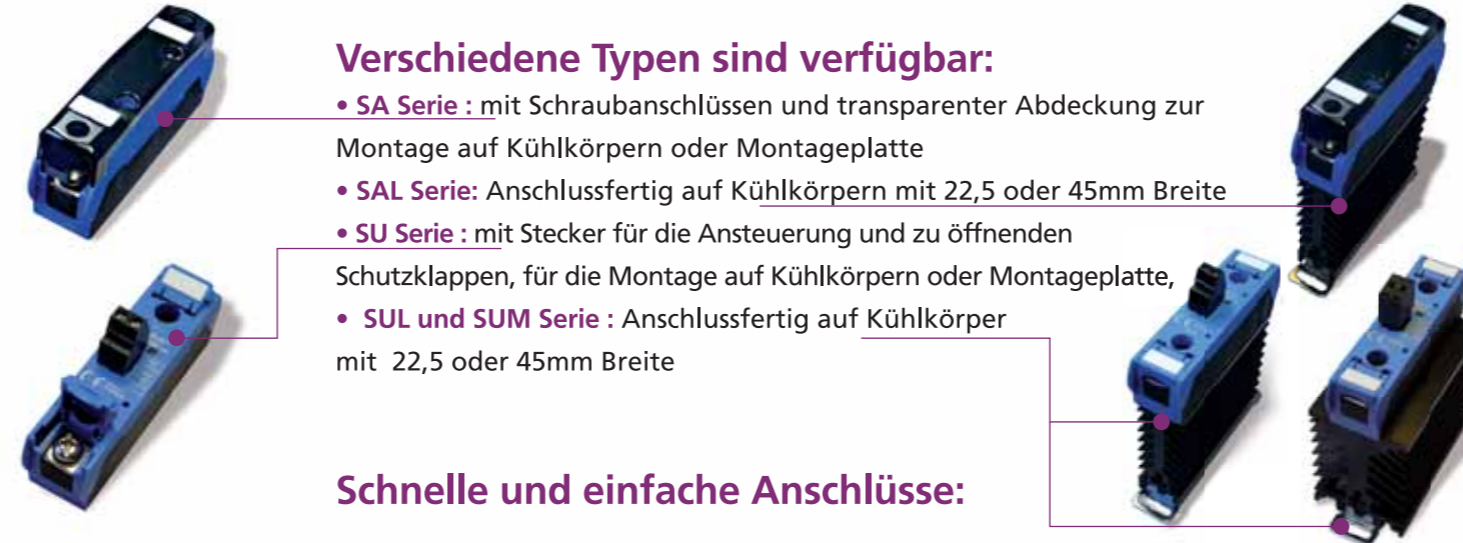 Verschiedene Typen sind verfügbar:
• SA Serie : mit Schraubanschlüssen und transparenter Abdeckung zur
Montage auf Kühlkörpern oder Montageplatte
• SAL Serie: Anschlussfertig auf Kühlkörpern mit 22,5 oder 45mm Breite
• SU Serie : mit Stecker für die Ansteuerung und zu öffnenden
Schutzklappen, für die Montage auf Kühlkörpern oder Montageplatte,
• SUL und SUM Serie : Anschlussfertig auf Kühlkörper
mit 22,5 oder 45mm Breite
Schnelle und einfache Anschlüsse: